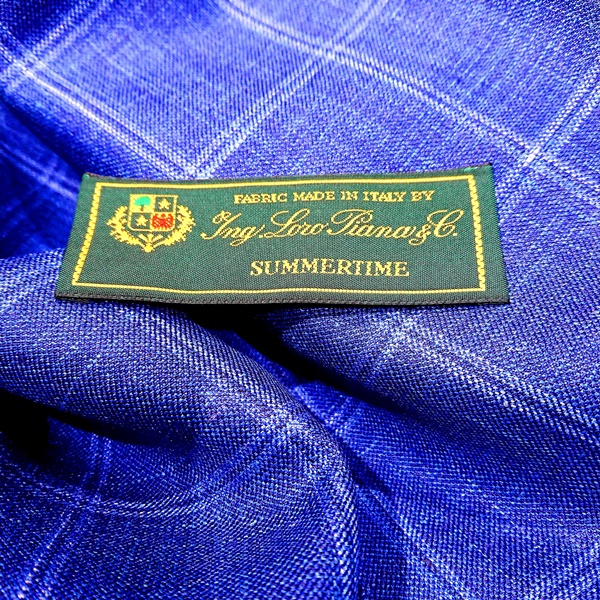 FABRIC MADE IN ITALY BY
Ing. Loro Piana & C.
SUMMERTIME